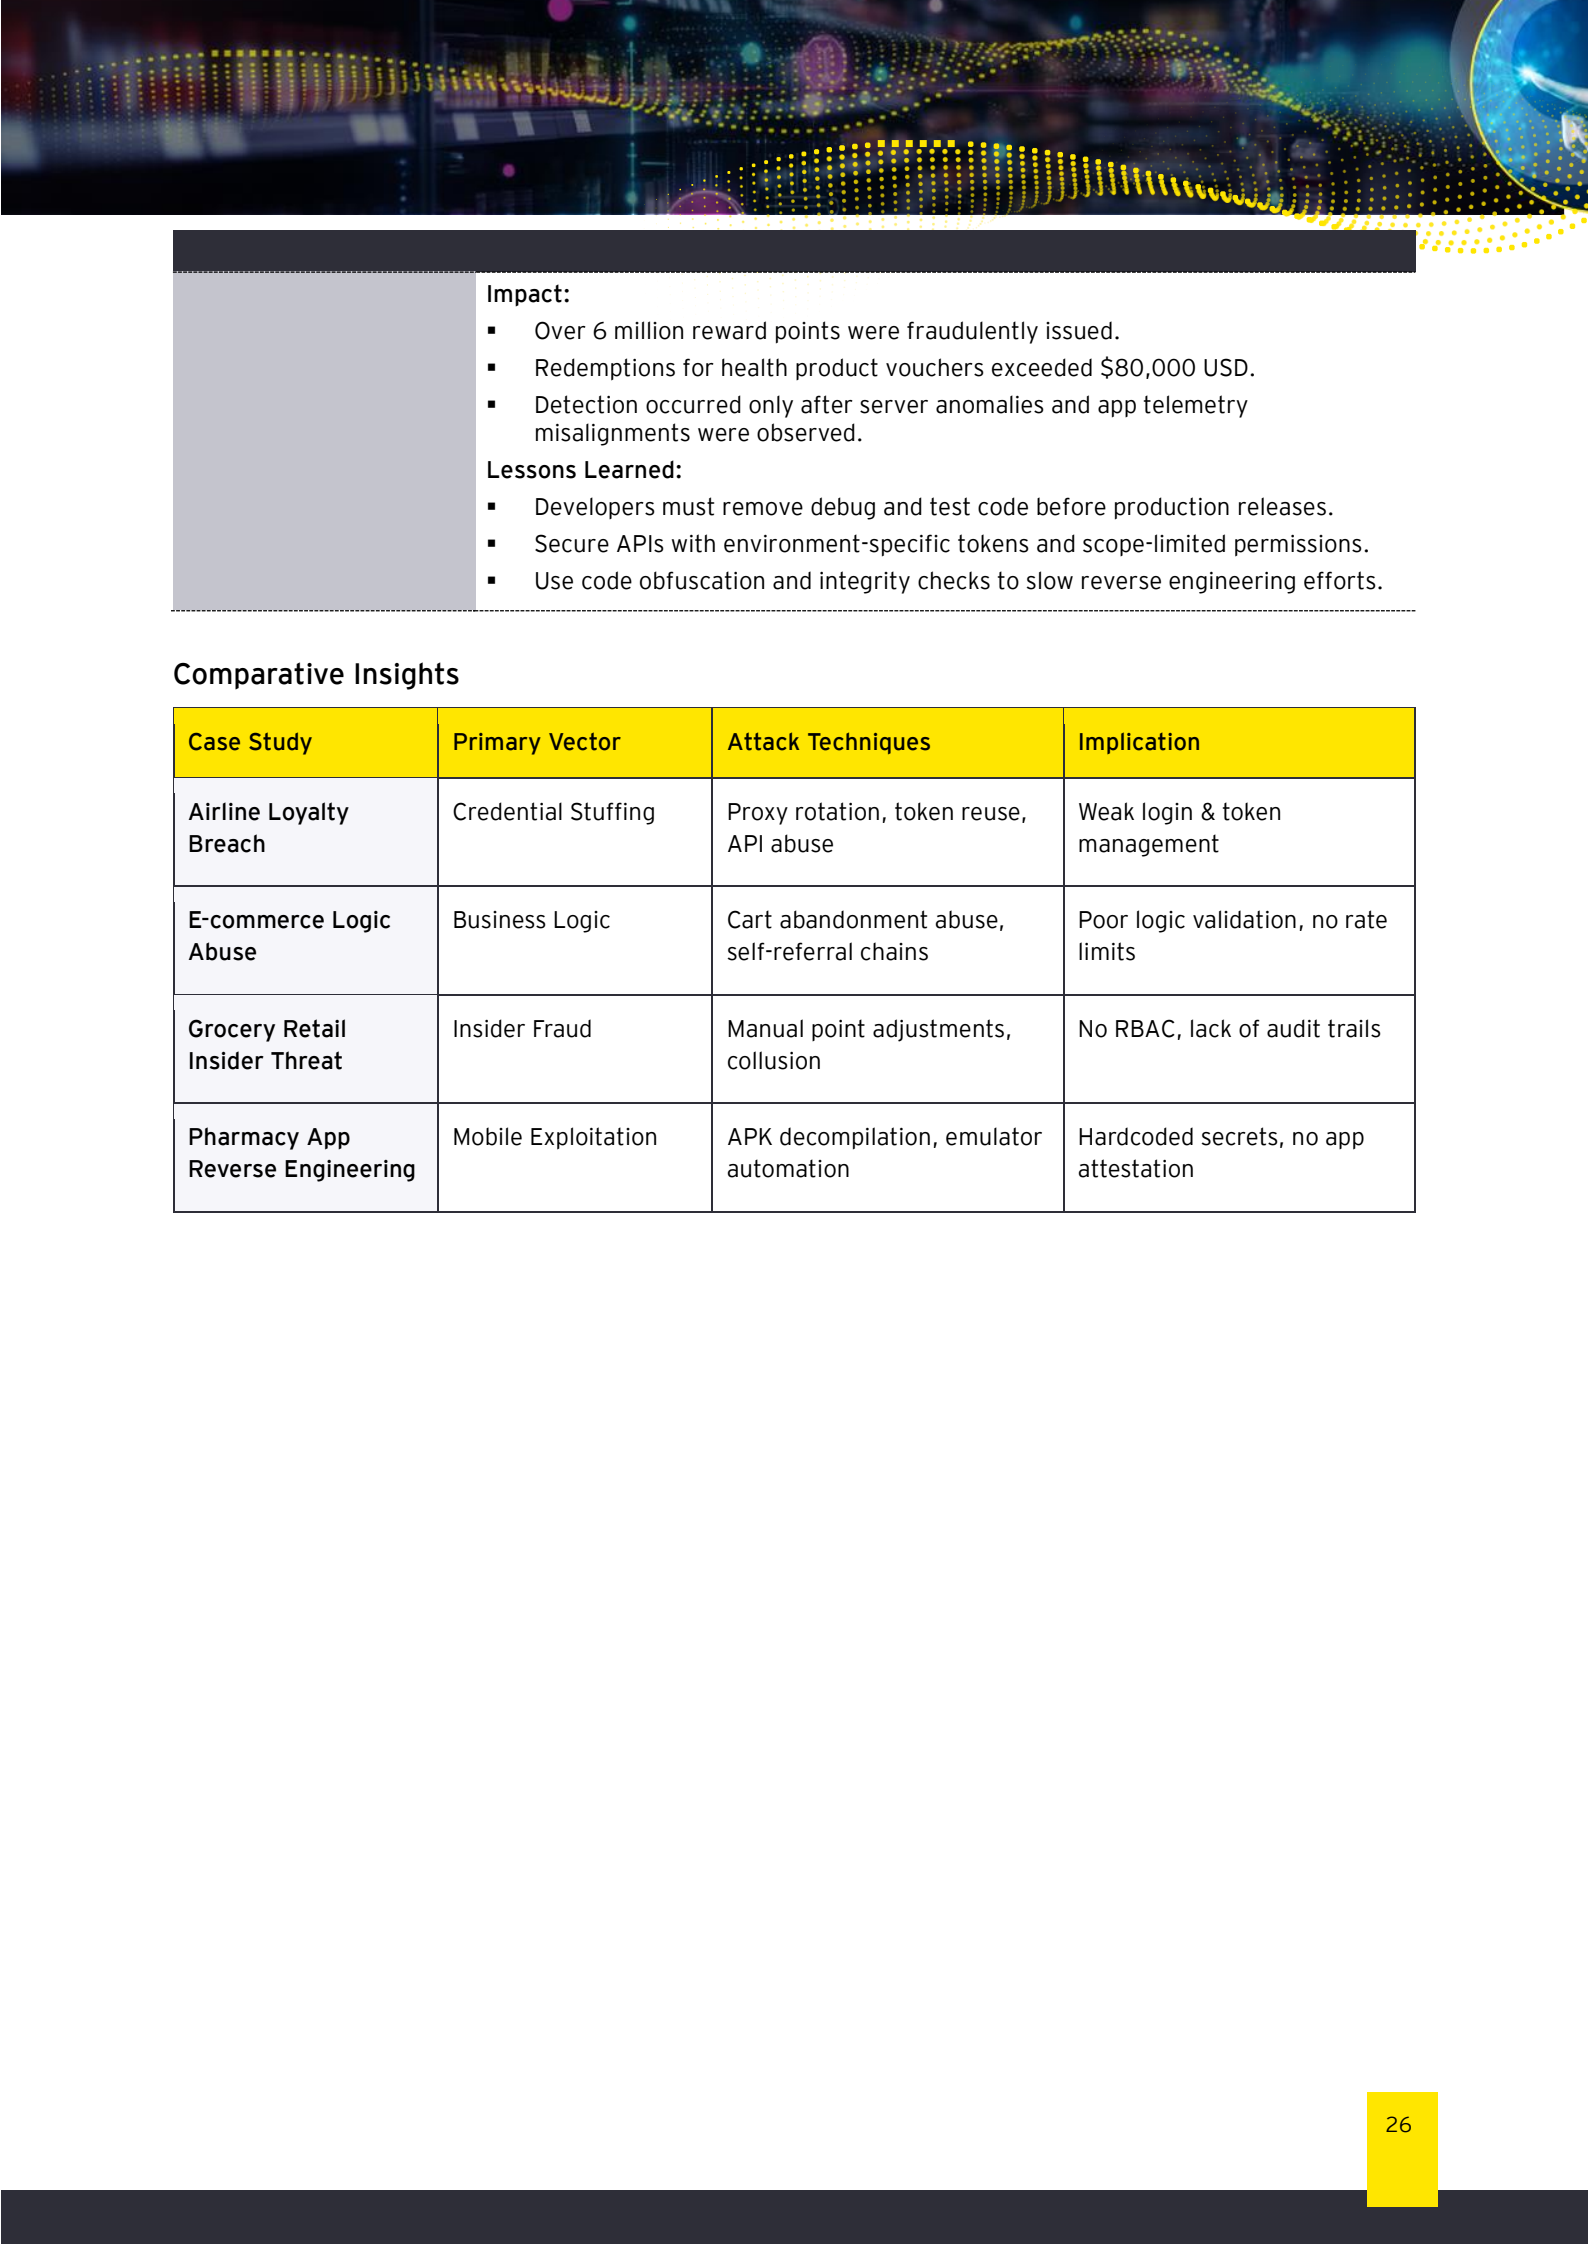 Impact:
▪ Over 6 million reward points were fraudulently issued.
▪ Redemptions for health product vouchers exceeded $80,000 USD.
▪ Detection occurred only after server anomalies and app telemetry
misalignments were observed.
Lessons Learned:
▪ Developers must remove debug and test code before production releases.
▪ Secure APIs with environment-specific tokens and scope-limited permissions.
▪ Use code obfuscation and integrity checks to slow reverse engineering efforts.
Comparative Insights
Case Study Primary Vector Attack Techniques Implication
Airline Loyalty Credential Stuffing Proxy rotation, token reuse, Weak login & token
Breach API abuse management
E-commerce Logic Business Logic Cart abandonment abuse, Poor logic validation, no rate
Abuse self-referral chains limits
Grocery Retail Insider Fraud Manual point adjustments, No RBAC, lack of audit trails
Insider Threat collusion
Pharmacy App Mobile Exploitation APK decompilation, emulator Hardcoded secrets, no app
Reverse Engineering automation attestation
26